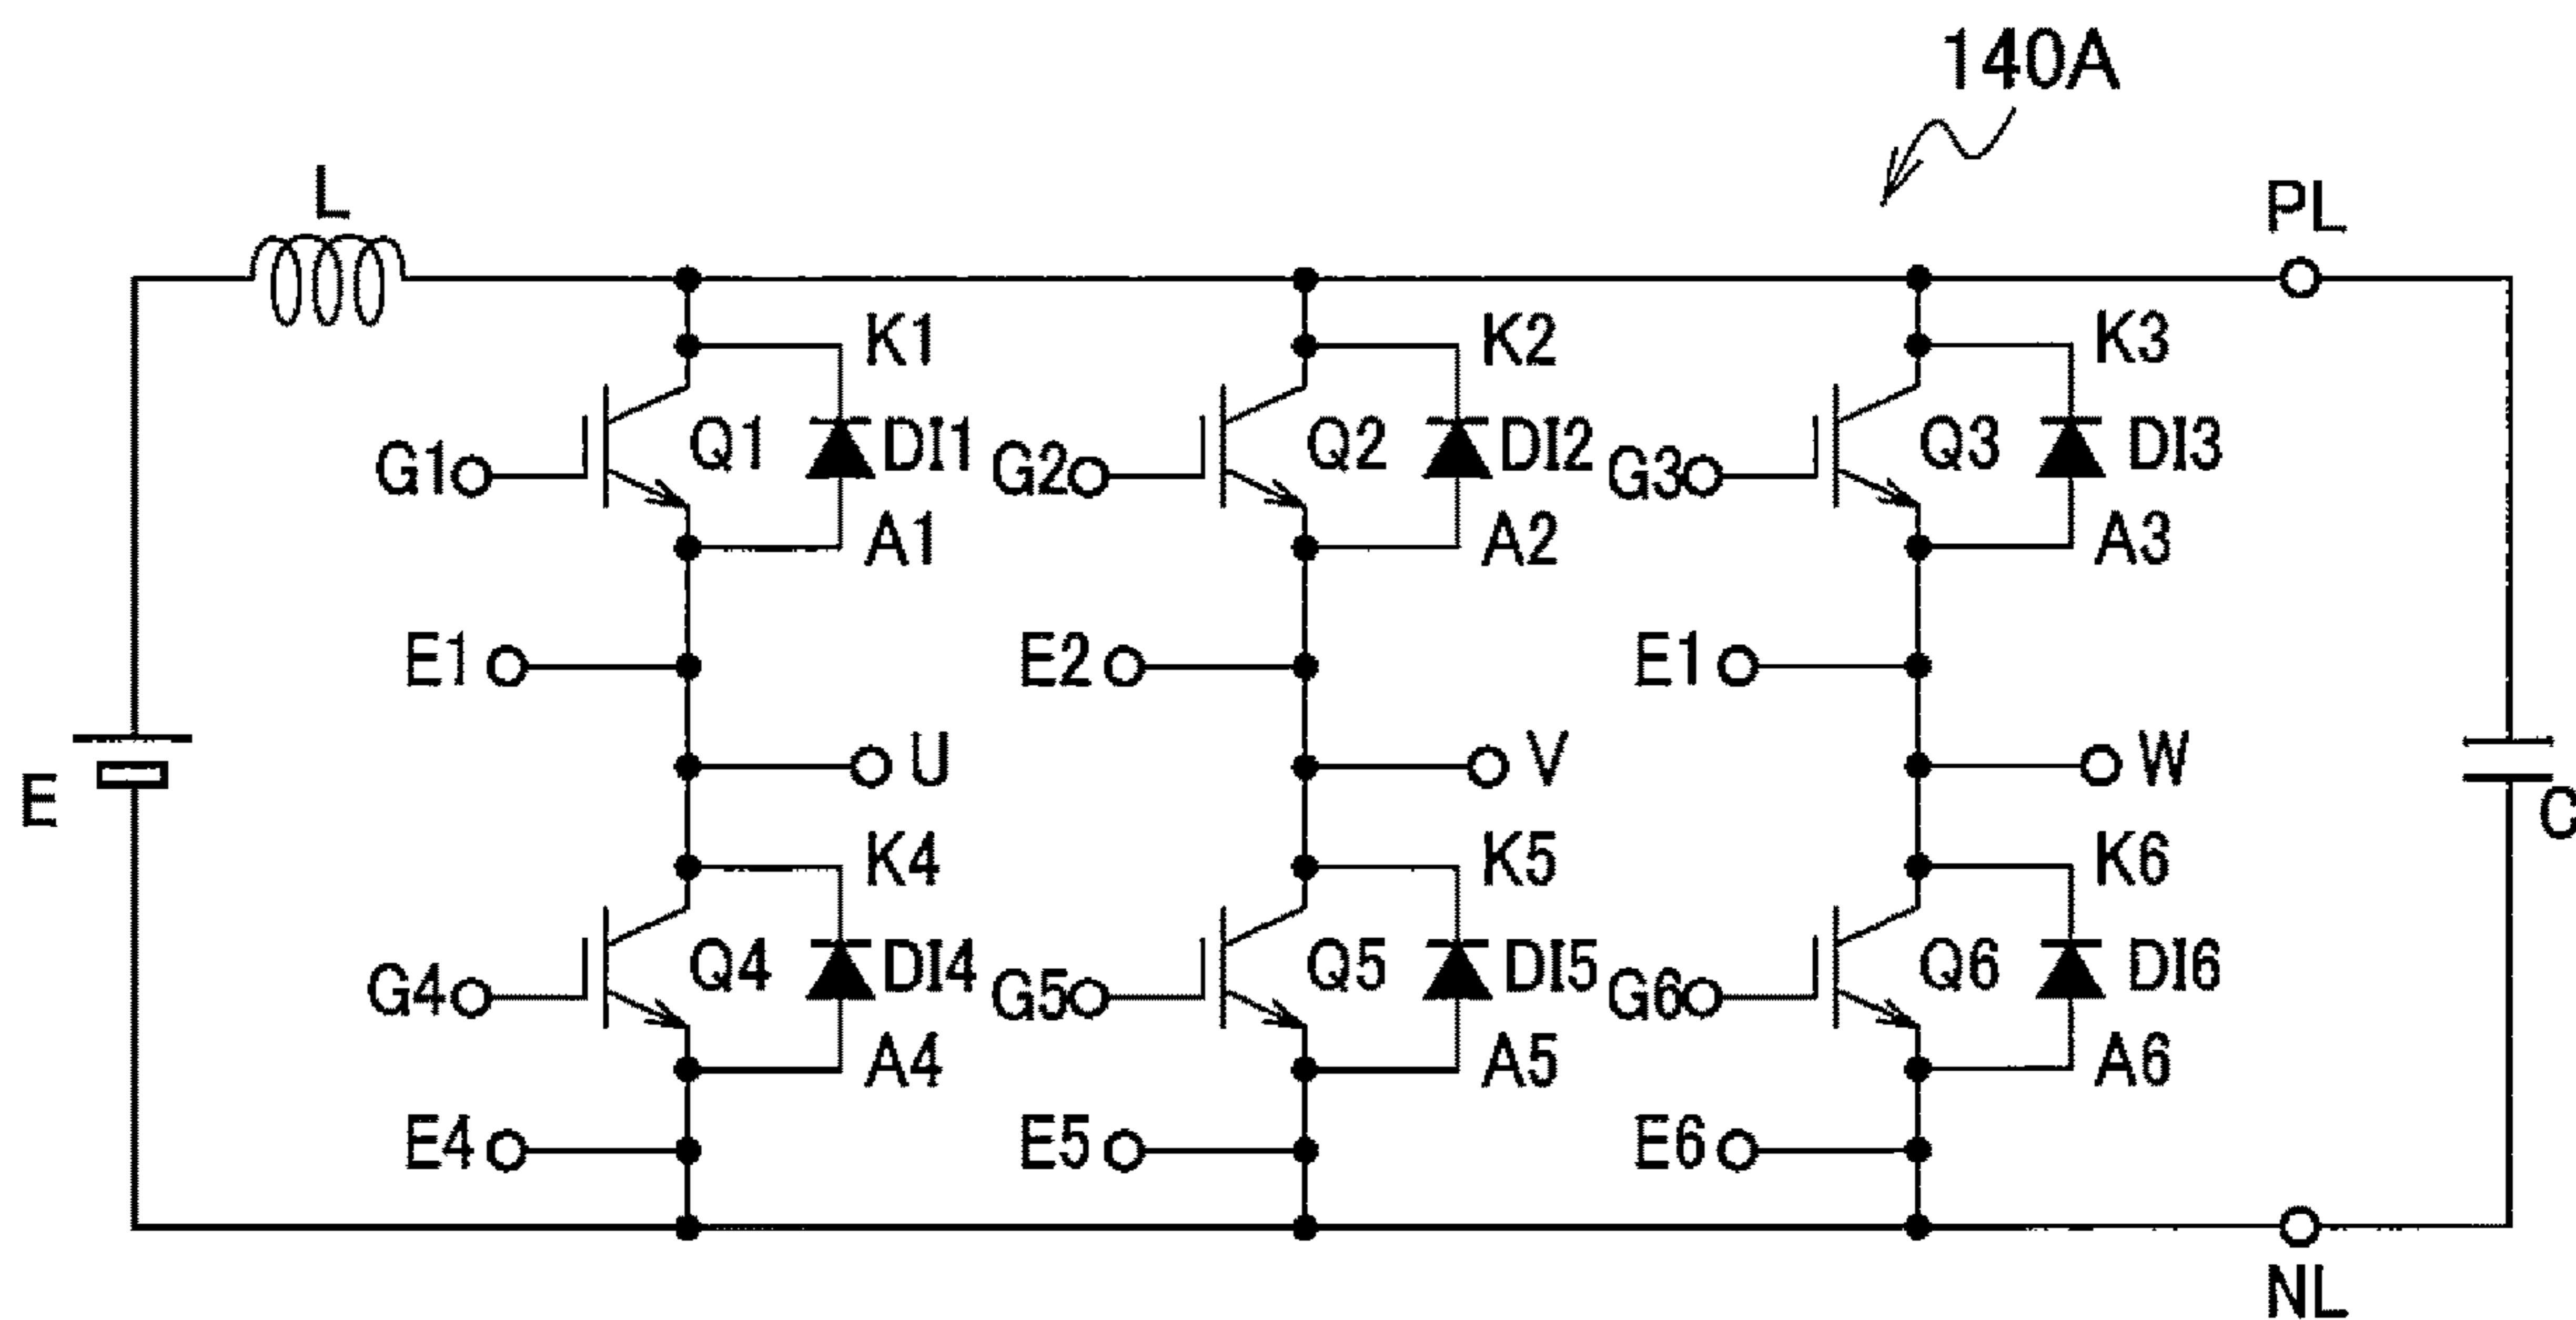 140A
L
PL
K1 K2 K3
G1 Q1 DI1 G2 Q2 DI2 G3 Q3 DI3
A1 A2 A3
E1 E2 E1
U V W
E C
K4 K5 K6
G4 Q4 DI4 G5 Q5 DI5 G6 Q6 DI6
A4 A5 A6
E4 E5 E6
NL